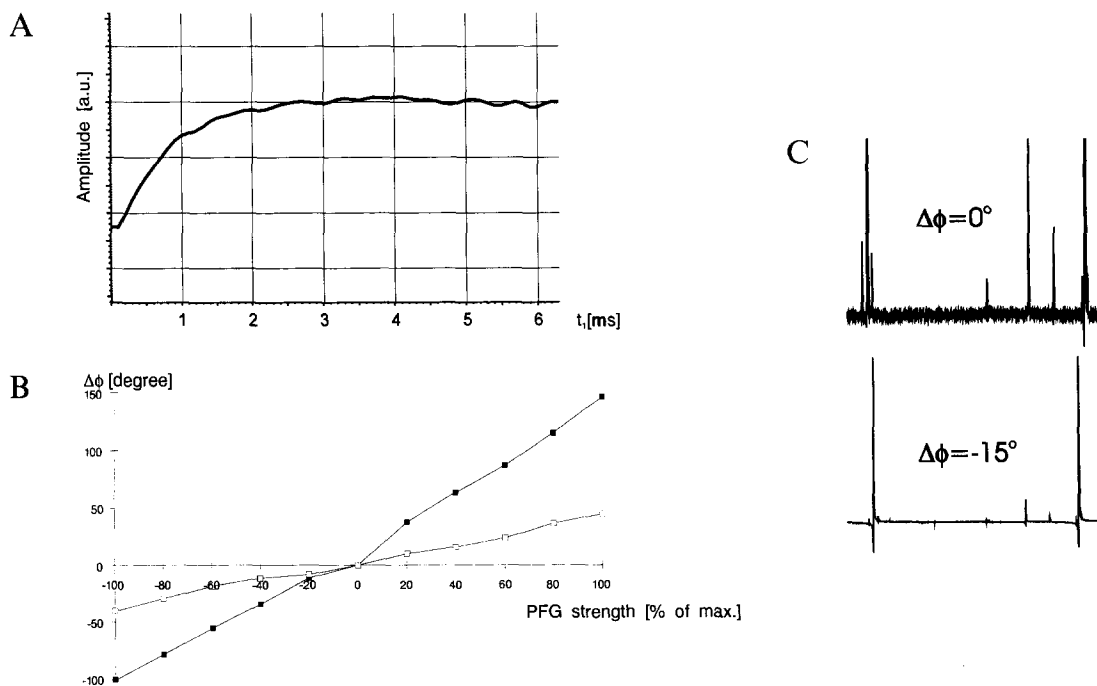 A
Amplitude [a.u.]
1 2 3 4 5 6 t₁[ms]
B
Δϕ [degree]
150
100
50
0
-50
-100
-100 -80 -60 -40 -20 0 20 40 60 80 100
PFG strength [% of max.]
C
Δϕ=0°
Δϕ=-15°